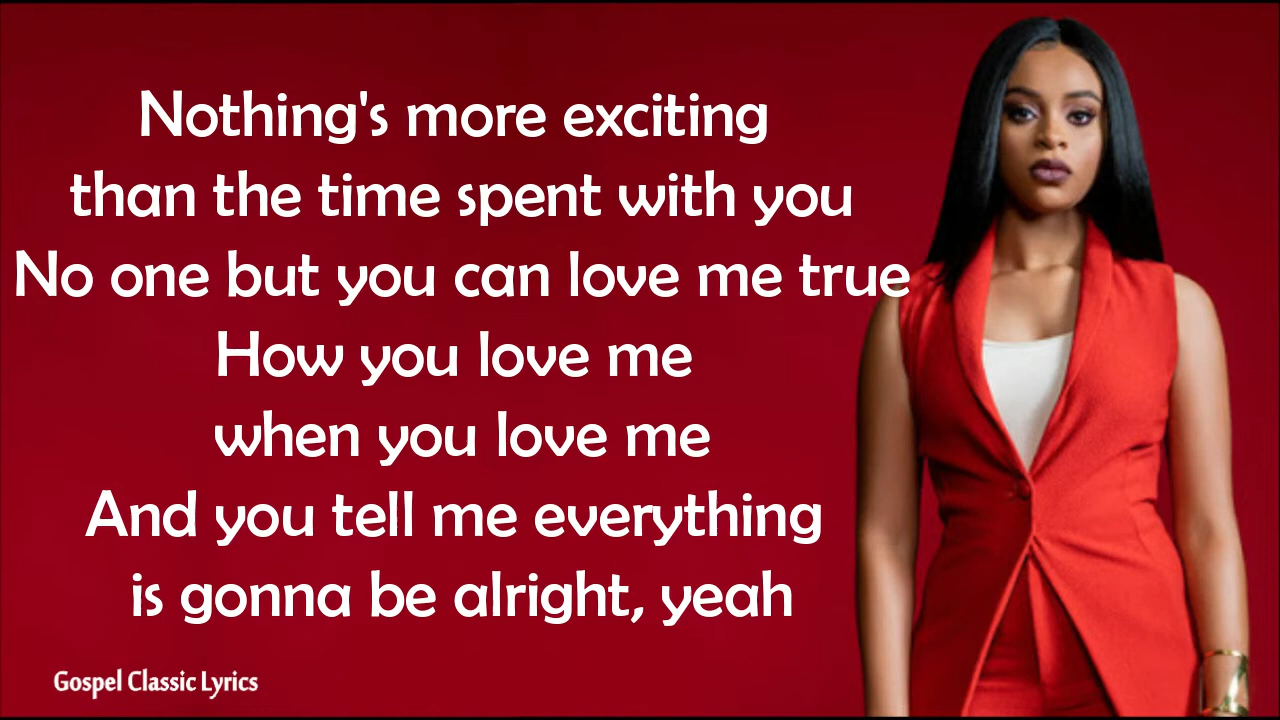 Nothing's more exciting
than the time spent with you
No one but you can love me true
How you love me
when you love me
And you tell me everything
is gonna be alright, yeah
Gospel Classic Lyrics